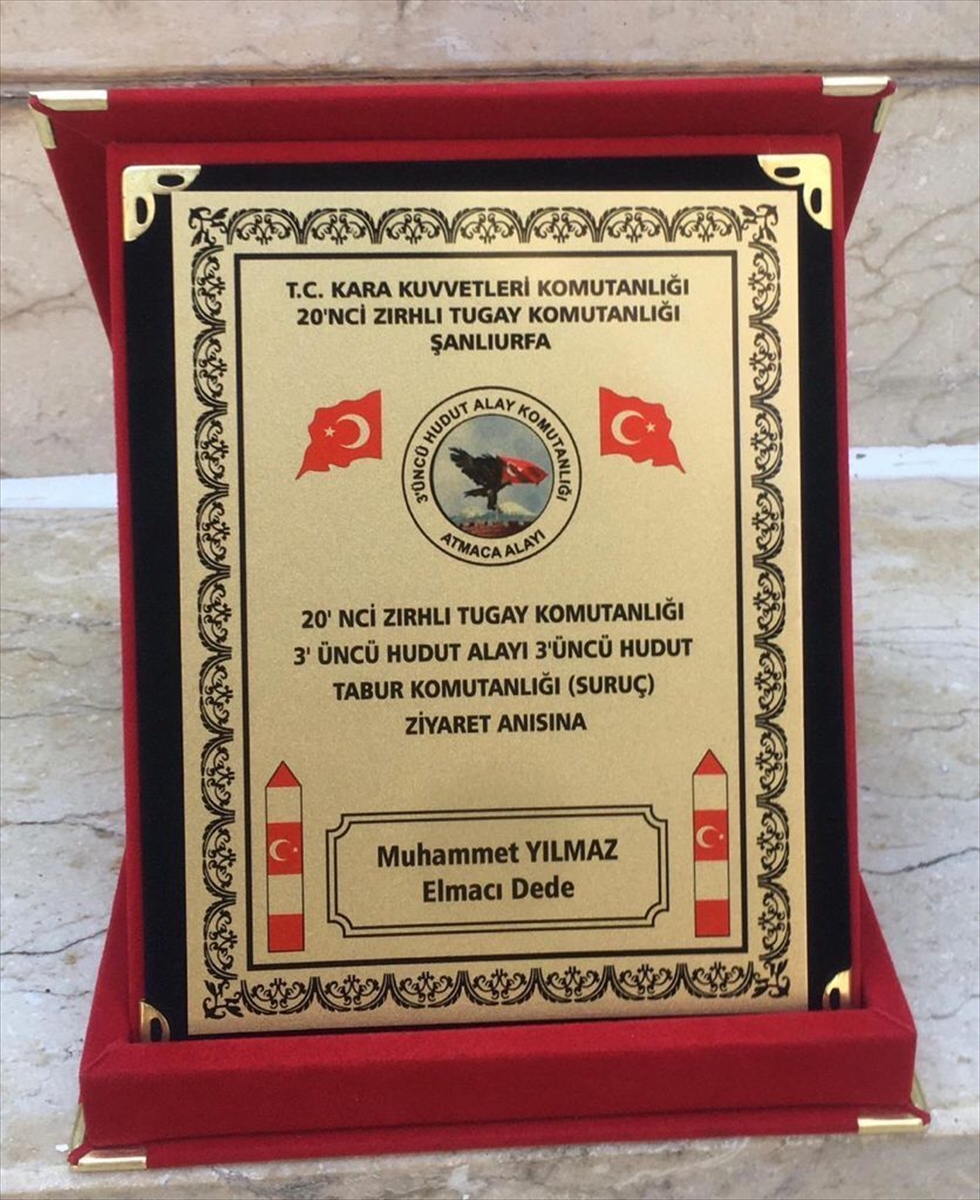 T.C. KARA KUVVETLERİ KOMUTANLIĞI
20'NCİ ZIRHLI TUGAY KOMUTANLIĞI
ŞANLIURFA
3'ÜNCÜ HUDUT ALAY KOMUTANLIĞI
ATMACA ALAYI
20' NCİ ZIRHLI TUGAY KOMUTANLIĞI
3' ÜNCÜ HUDUT ALAYI 3'ÜNCÜ HUDUT
TABUR KOMUTANLIĞI (SURUÇ)
ZİYARET ANISINA
Muhammet YILMAZ
Elmacı Dede